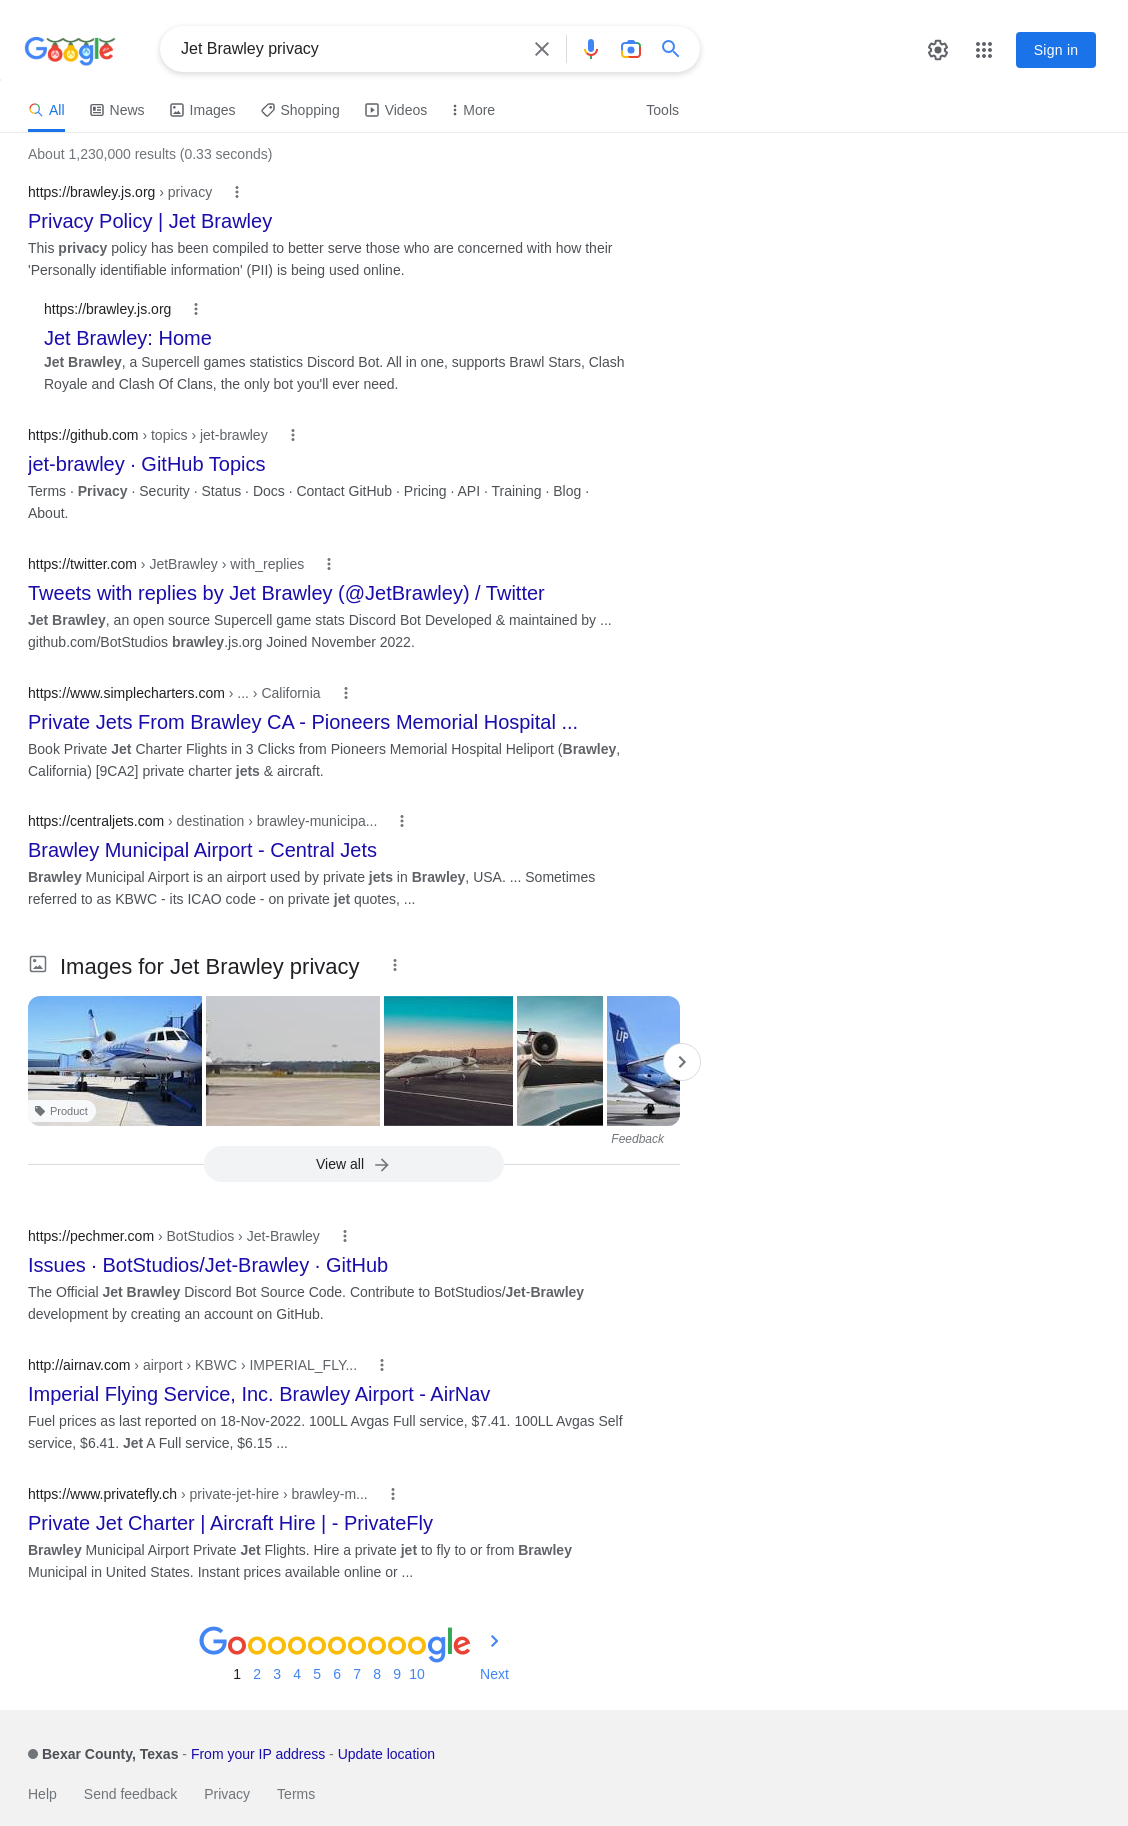 Google
Jet Brawley privacy
Sign in
All
News
Images
Shopping
Videos
More
Tools
About 1,230,000 results (0.33 seconds)
https://brawley.js.org › privacy
Privacy Policy | Jet Brawley
This privacy policy has been compiled to better serve those who are concerned with how their
'Personally identifiable information' (PII) is being used online.
https://brawley.js.org
Jet Brawley: Home
Jet Brawley, a Supercell games statistics Discord Bot. All in one, supports Brawl Stars, Clash
Royale and Clash Of Clans, the only bot you'll ever need.
https://github.com › topics › jet-brawley
jet-brawley · GitHub Topics
Terms · Privacy · Security · Status · Docs · Contact GitHub · Pricing · API · Training · Blog ·
About.
https://twitter.com › JetBrawley › with_replies
Tweets with replies by Jet Brawley (@JetBrawley) / Twitter
Jet Brawley, an open source Supercell game stats Discord Bot Developed & maintained by ...
github.com/BotStudios brawley.js.org Joined November 2022.
https://www.simplecharters.com › ... › California
Private Jets From Brawley CA - Pioneers Memorial Hospital ...
Book Private Jet Charter Flights in 3 Clicks from Pioneers Memorial Hospital Heliport (Brawley,
California) [9CA2] private charter jets & aircraft.
https://centraljets.com › destination › brawley-municipa...
Brawley Municipal Airport - Central Jets
Brawley Municipal Airport is an airport used by private jets in Brawley, USA. ... Sometimes
referred to as KBWC - its ICAO code - on private jet quotes, ...
Images for Jet Brawley privacy
UP
Product
Feedback
View all
https://pechmer.com › BotStudios › Jet-Brawley
Issues · BotStudios/Jet-Brawley · GitHub
The Official Jet Brawley Discord Bot Source Code. Contribute to BotStudios/Jet-Brawley
development by creating an account on GitHub.
http://airnav.com › airport › KBWC › IMPERIAL_FLY...
Imperial Flying Service, Inc. Brawley Airport - AirNav
Fuel prices as last reported on 18-Nov-2022. 100LL Avgas Full service, $7.41. 100LL Avgas Self
service, $6.41. Jet A Full service, $6.15 ...
https://www.privatefly.ch › private-jet-hire › brawley-m...
Private Jet Charter | Aircraft Hire | - PrivateFly
Brawley Municipal Airport Private Jet Flights. Hire a private jet to fly to or from Brawley
Municipal in United States. Instant prices available online or ...
Goooooooooogle
1 2 3 4 5 6 7 8 9 10 Next
Bexar County, Texas - From your IP address - Update location
Help Send feedback Privacy Terms